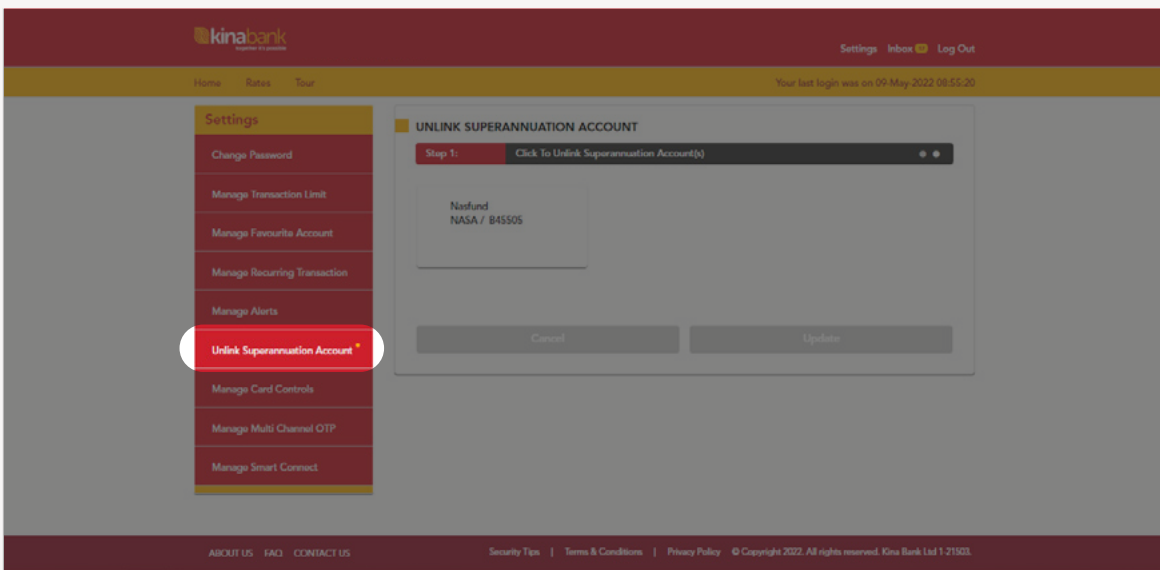 kinabank
together it's possible
Settings Inbox Log Out
Home Rates Tour
Your last login was on 09-May-2022 08:55:20
Settings
Change Password
Manage Transaction Limit
Manage Favourite Account
Manage Recurring Transaction
Manage Alerts
Unlink Superannuation Account
Manage Card Controls
Manage Multi Channel OTP
Manage Smart Connect
UNLINK SUPERANNUATION ACCOUNT
Step 1: Click To Unlink Superannuation Account(s)
Nasfund
NASA / B45505
Cancel Update
ABOUT US FAQ CONTACT US
Security Tips | Terms & Conditions | Privacy Policy © Copyright 2022. All rights reserved. Kina Bank Ltd 1-21503.